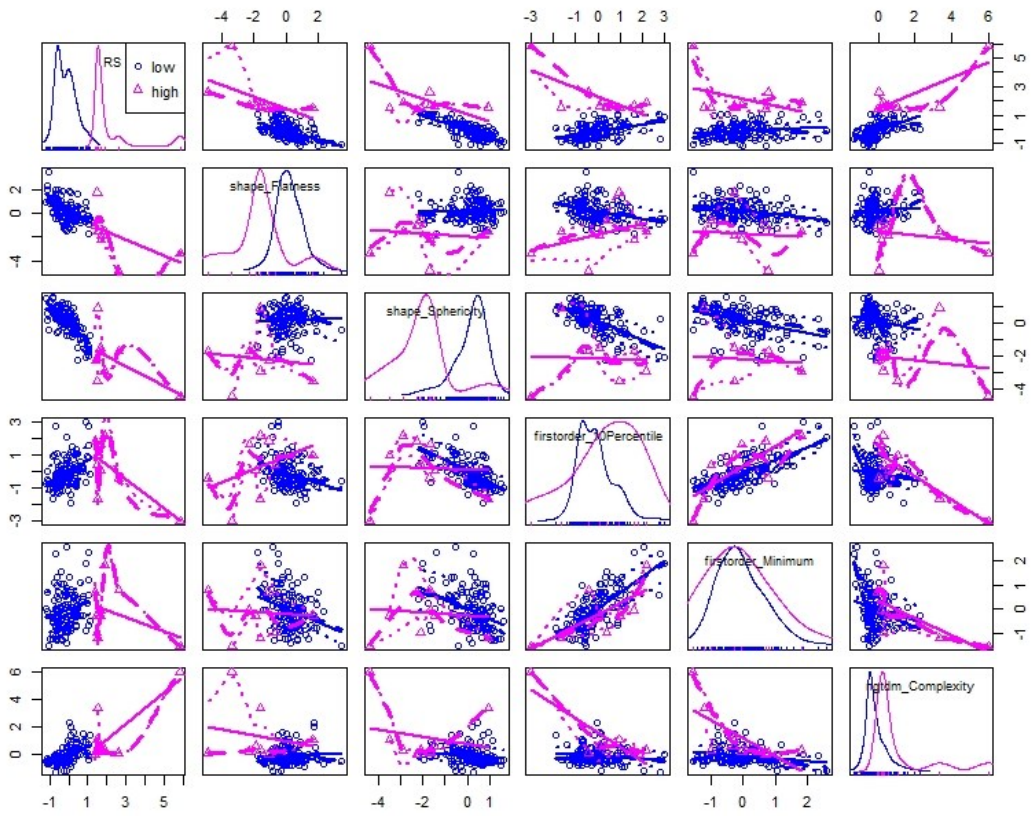 -4 -2 0 2
-3 -1 0 1 2 3
0 2 4 6
RS
low
high
5
3
1
-1
2
0
-4
shape_Flatness
shape_Sphericity
0
-2
-4
3
1
-1
-3
firstorder_10Percentile
firstorder_Minimum
2
1
0
-1
6
4
2
0
ngtdm_Complexity
-1 1 3 5
-4 -2 0 1
-1 0 1 2